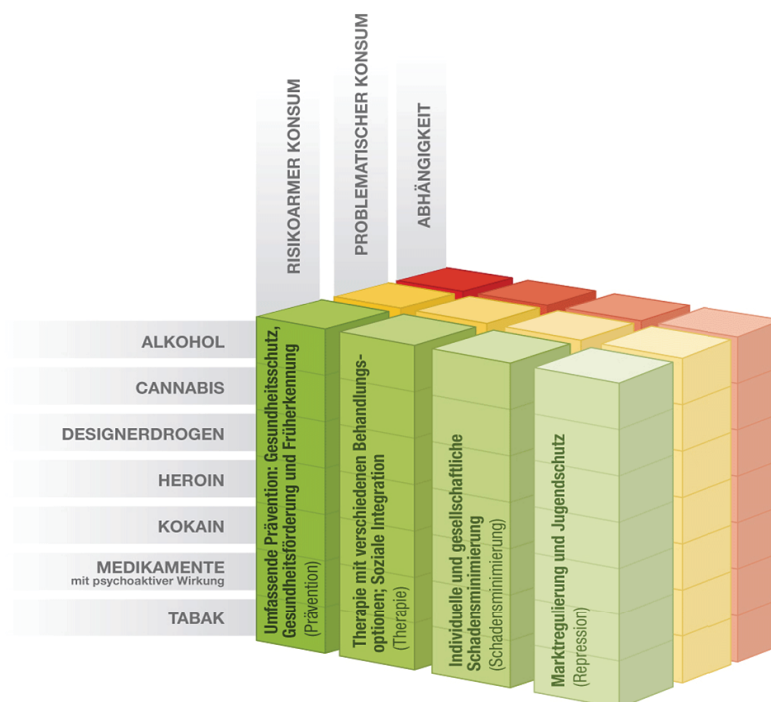 RISIKOARMER KONSUM
PROBLEMATISCHER KONSUM
ABHÄNGIGKEIT
ALKOHOL
CANNABIS
DESIGNERDROGEN
HEROIN
KOKAIN
MEDIKAMENTE
mit psychoaktiver Wirkung
TABAK
Umfassende Prävention: Gesundheitsschutz,
Gesundheitsförderung und Früherkennung
(Prävention)
Therapie mit verschiedenen Behandlungs-
optionen; Soziale Integration
(Therapie)
Individuelle und gesellschaftliche
Schadensminimierung
(Schadensminimierung)
Marktregulierung und Jugendschutz
(Repression)